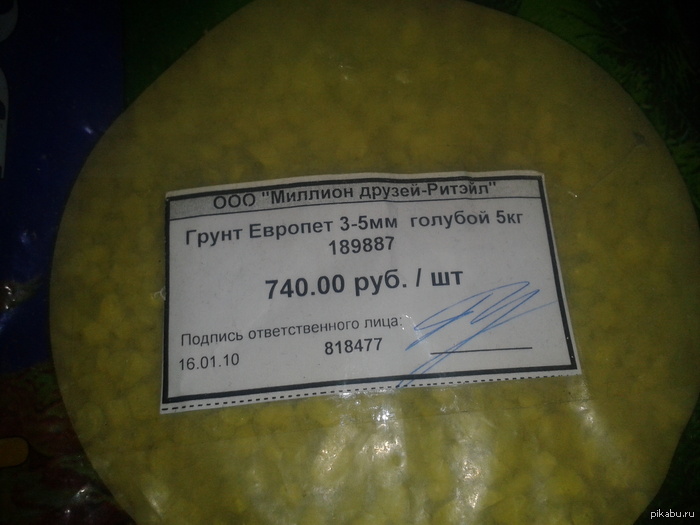 ООО "Миллион друзей-Ритэйл"
Грунт Европет 3-5мм голубой 5кг
189887
740.00 руб. / шт
Подпись ответственного лица:
16.01.10 818477
pikabu.ru